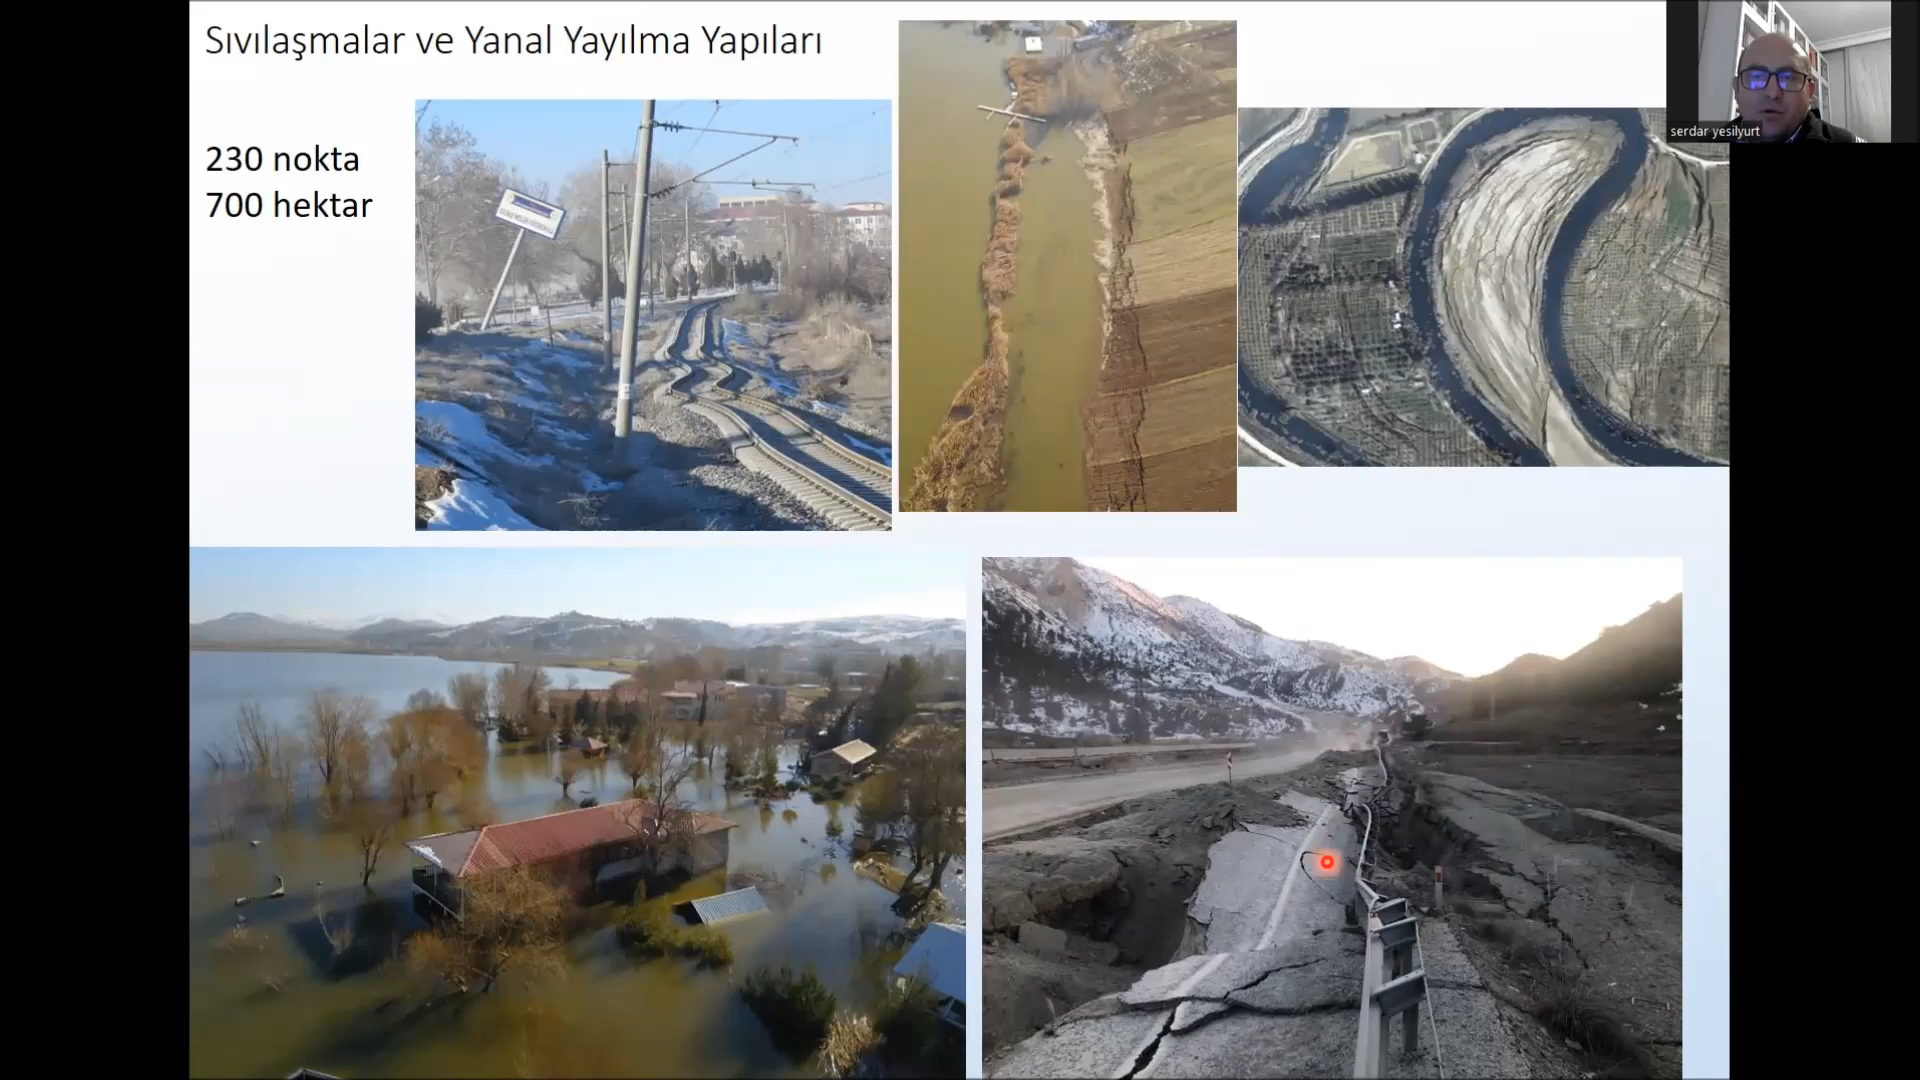 Sıvılaşmalar ve Yanal Yayılma Yapıları
230 nokta
700 hektar
serdar yesilyurt